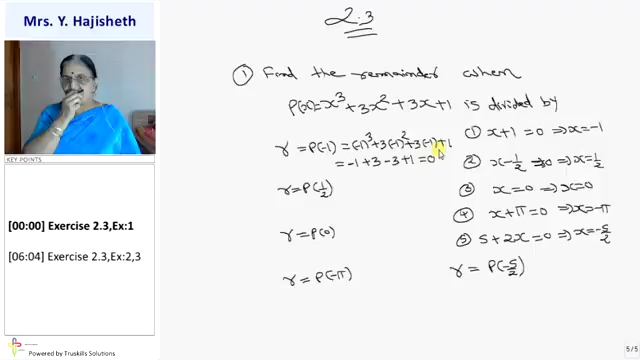 Mrs. Y. Hajisheth
KEY POINTS
[00:00] Exercise 2.3,Ex:1
[06:04] Exercise 2.3,Ex:2,3
Powered by Truskills Solutions
2.3
① Find the remainder when
P(x)=x³+3x²+3x+1 is divided by
r = P(-1) = (-1)³+3(-1)²+3(-1)+1
= -1+3-3+1=0
r=P(½)
r=P(0)
r=P(-π)
① x+1=0⇒x=-1
② x-½=0⇒x=½
③ x=0⇒x=0
④ x+π=0⇒x=-π
⑤ 5+2x=0⇒x=-5/2
r = P(-5/2)
5/5